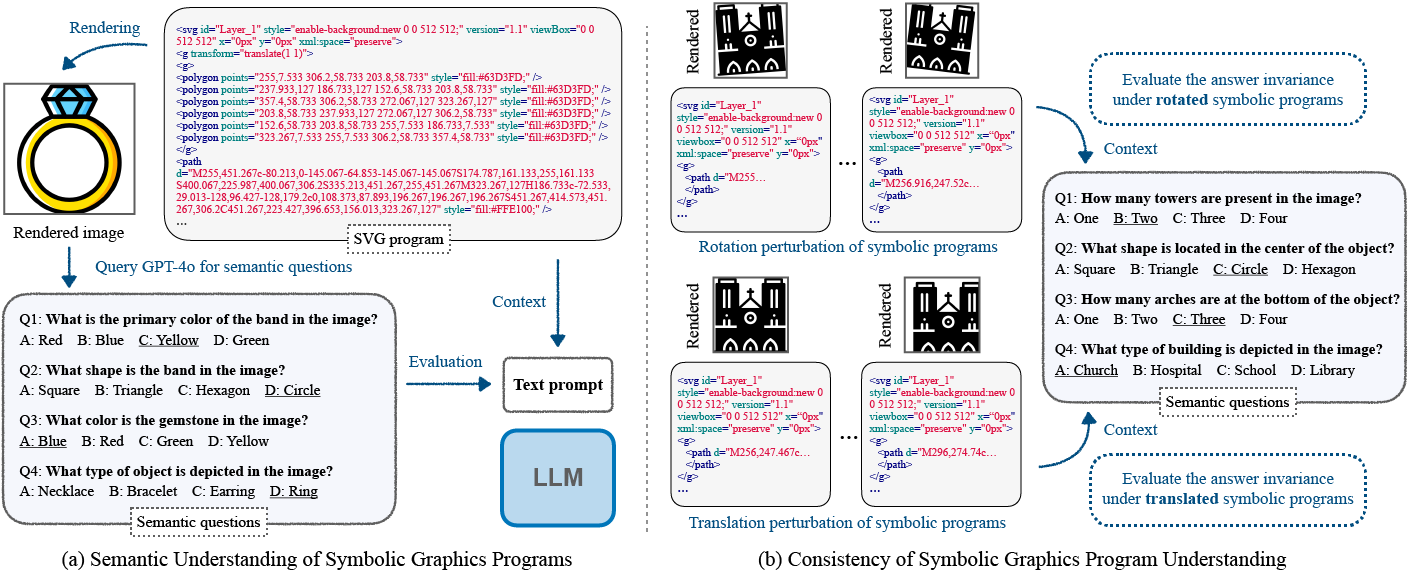 Rendering
<svg id="Layer_1" style="enable-background:new 0 0 512 512;" version="1.1" viewBox="0 0
512 512" x="0px" y="0px" xml:space="preserve">
<g transform="translate(1 1)">
<g>
<polygon points="255,7.533 306.2,58.733 203.8,58.733" style="fill:#63D3FD;" />
<polygon points="237.933,127 186.733,127 152.6,58.733 203.8,58.733" style="fill:#63D3FD;" />
<polygon points="357.4,58.733 306.2,58.733 272.067,127 323.267,127" style="fill:#63D3FD;" />
<polygon points="203.8,58.733 237.933,127 272.067,127 306.2,58.733" style="fill:#63D3FD;" />
<polygon points="152.6,58.733 203.8,58.733 255,7.533 186.733,7.533" style="fill:#63D3FD;" />
<polygon points="323.267,7.533 255,7.533 306.2,58.733 357.4,58.733" style="fill:#63D3FD;" />
</g>
<path
d="M255,451.267c-80.213,0-145.067-64.853-145.067-145.067S174.787,161.133,255,161.133
S400.067,225.987,400.067,306.2S335.213,451.267,255,451.267M323.267,127H186.733c-72.533,
29.013-128,96.427-128,179.2c0,108.373,87.893,196.267,196.267,196.267S451.267,414.573,451.
267,306.2C451.267,223.427,396.653,156.013,323.267,127" style="fill:#FFE100;" />
...
SVG program
Rendered image
Query GPT-4o for semantic questions
Q1: What is the primary color of the band in the image?
A: Red B: Blue C: Yellow D: Green
Q2: What shape is the band in the image?
A: Square B: Triangle C: Hexagon D: Circle
Q3: What color is the gemstone in the image?
A: Blue B: Red C: Green D: Yellow
Q4: What type of object is depicted in the image?
A: Necklace B: Bracelet C: Earring D: Ring
Semantic questions
Evaluation
Context
Text prompt
LLM
(a) Semantic Understanding of Symbolic Graphics Programs
Rendered
<svg id="Layer_1"
style="enable-background:new 0
0 512 512;" version="1.1"
viewbox="0 0 512 512" x="0px"
xml:space="preserve" y="0px">
<g>
<path d="M255…
</path>
</g>
...
...
Rendered
<svg id="Layer_1"
style="enable-background:new 0
0 512 512;" version="1.1"
viewbox="0 0 512 512" x="0px"
xml:space="preserve" y="0px">
<g>
<path
d="M256.916,247.52c…
</path>
</g>
...
Rotation perturbation of symbolic programs
Rendered
<svg id="Layer_1"
style="enable-background:new 0
0 512 512;" version="1.1"
viewbox="0 0 512 512" x="0px"
xml:space="preserve" y="0px">
<g>
<path d="M256,247.467c…
</path>
</g>
...
...
Rendered
<svg id="Layer_1"
style="enable-background:new 0
0 512 512;" version="1.1"
viewbox="0 0 512 512" x="0px"
xml:space="preserve" y="0px">
<g>
<path d="M296,274.74c…
</path>
</g>
...
Translation perturbation of symbolic programs
Evaluate the answer invariance
under rotated symbolic programs
Context
Q1: How many towers are present in the image?
A: One B: Two C: Three D: Four
Q2: What shape is located in the center of the object?
A: Square B: Triangle C: Circle D: Hexagon
Q3: How many arches are at the bottom of the object?
A: One B: Two C: Three D: Four
Q4: What type of building is depicted in the image?
A: Church B: Hospital C: School D: Library
Semantic questions
Context
Evaluate the answer invariance
under translated symbolic programs
(b) Consistency of Symbolic Graphics Program Understanding